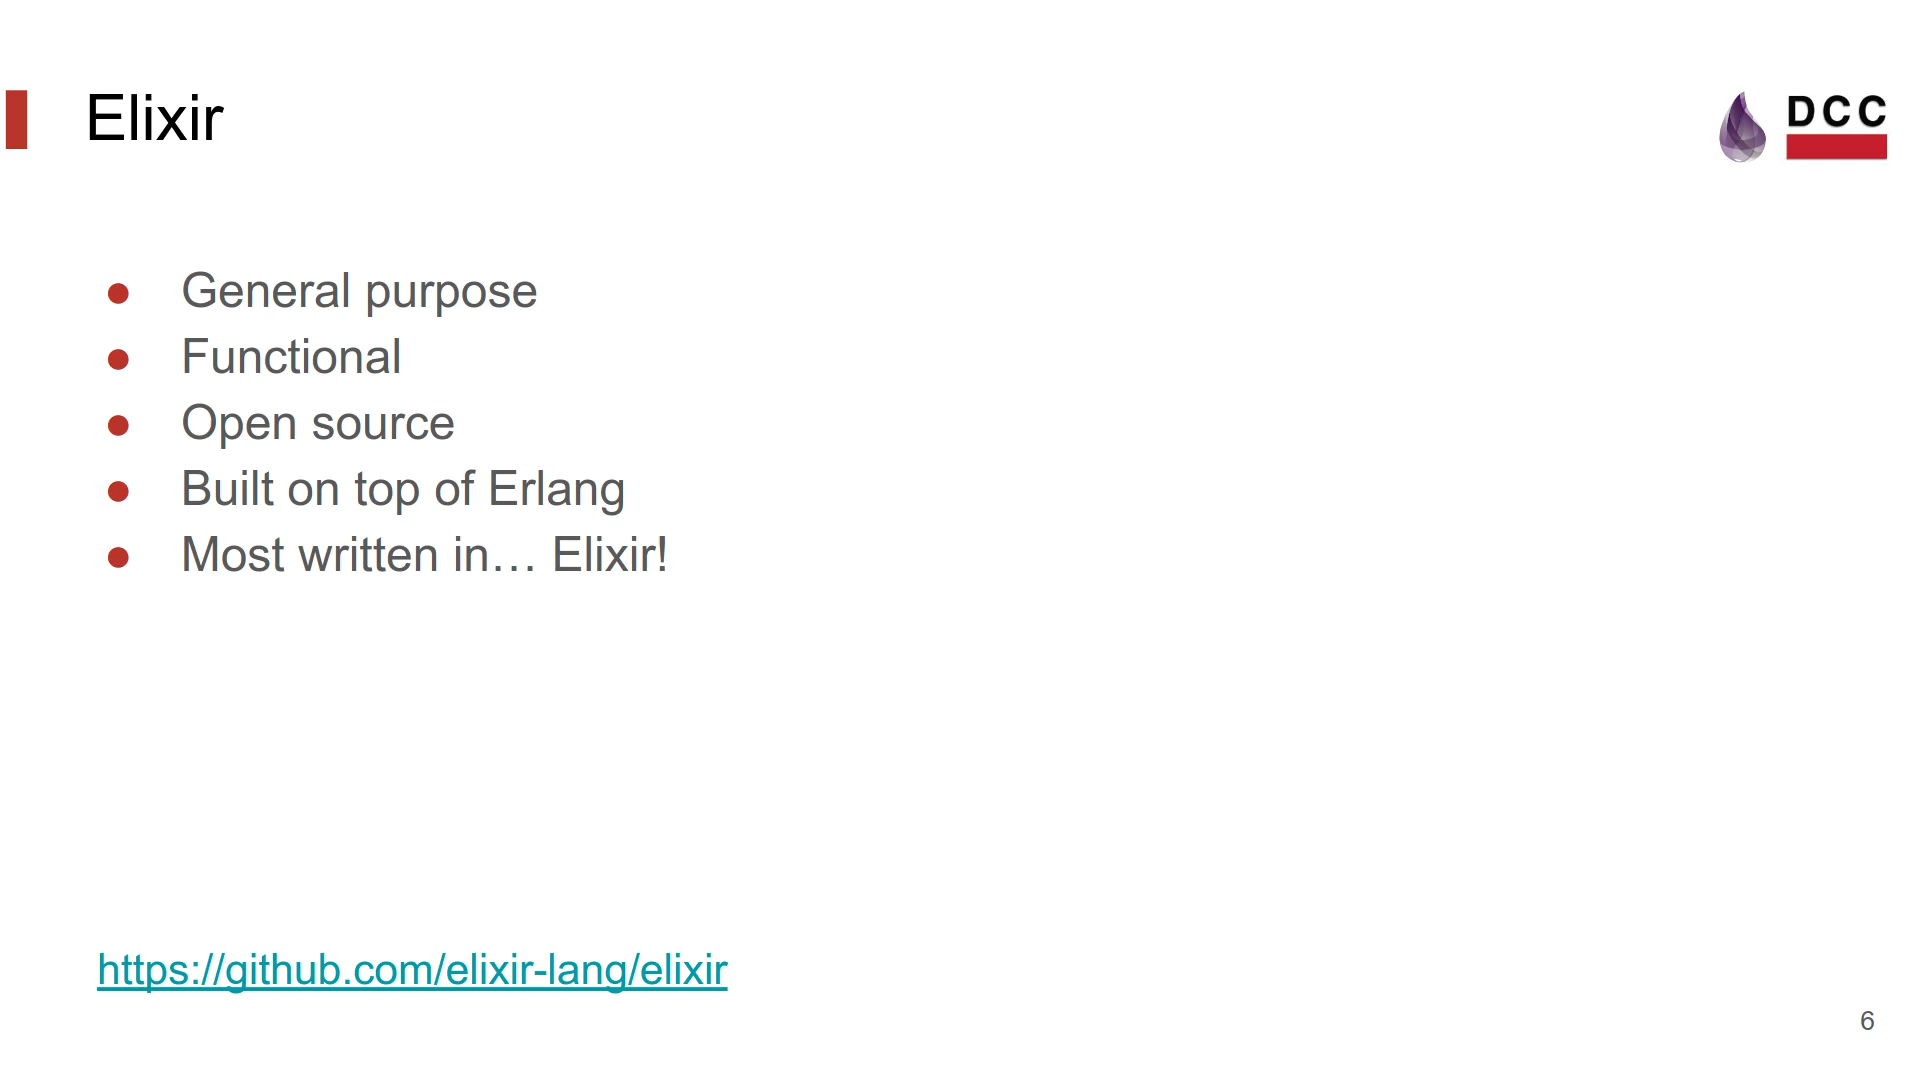 Elixir
DCC
● General purpose
● Functional
● Open source
● Built on top of Erlang
● Most written in… Elixir!
https://github.com/elixir-lang/elixir
6